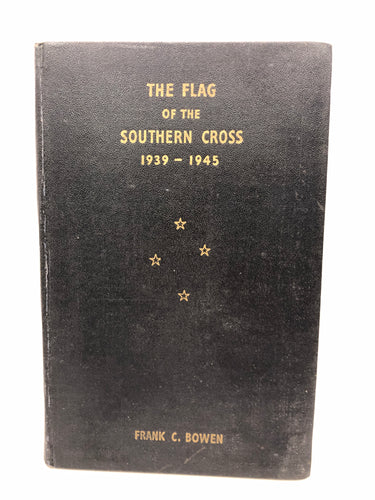 THE FLAG
OF THE
SOUTHERN CROSS
1939 - 1945
FRANK C. BOWEN